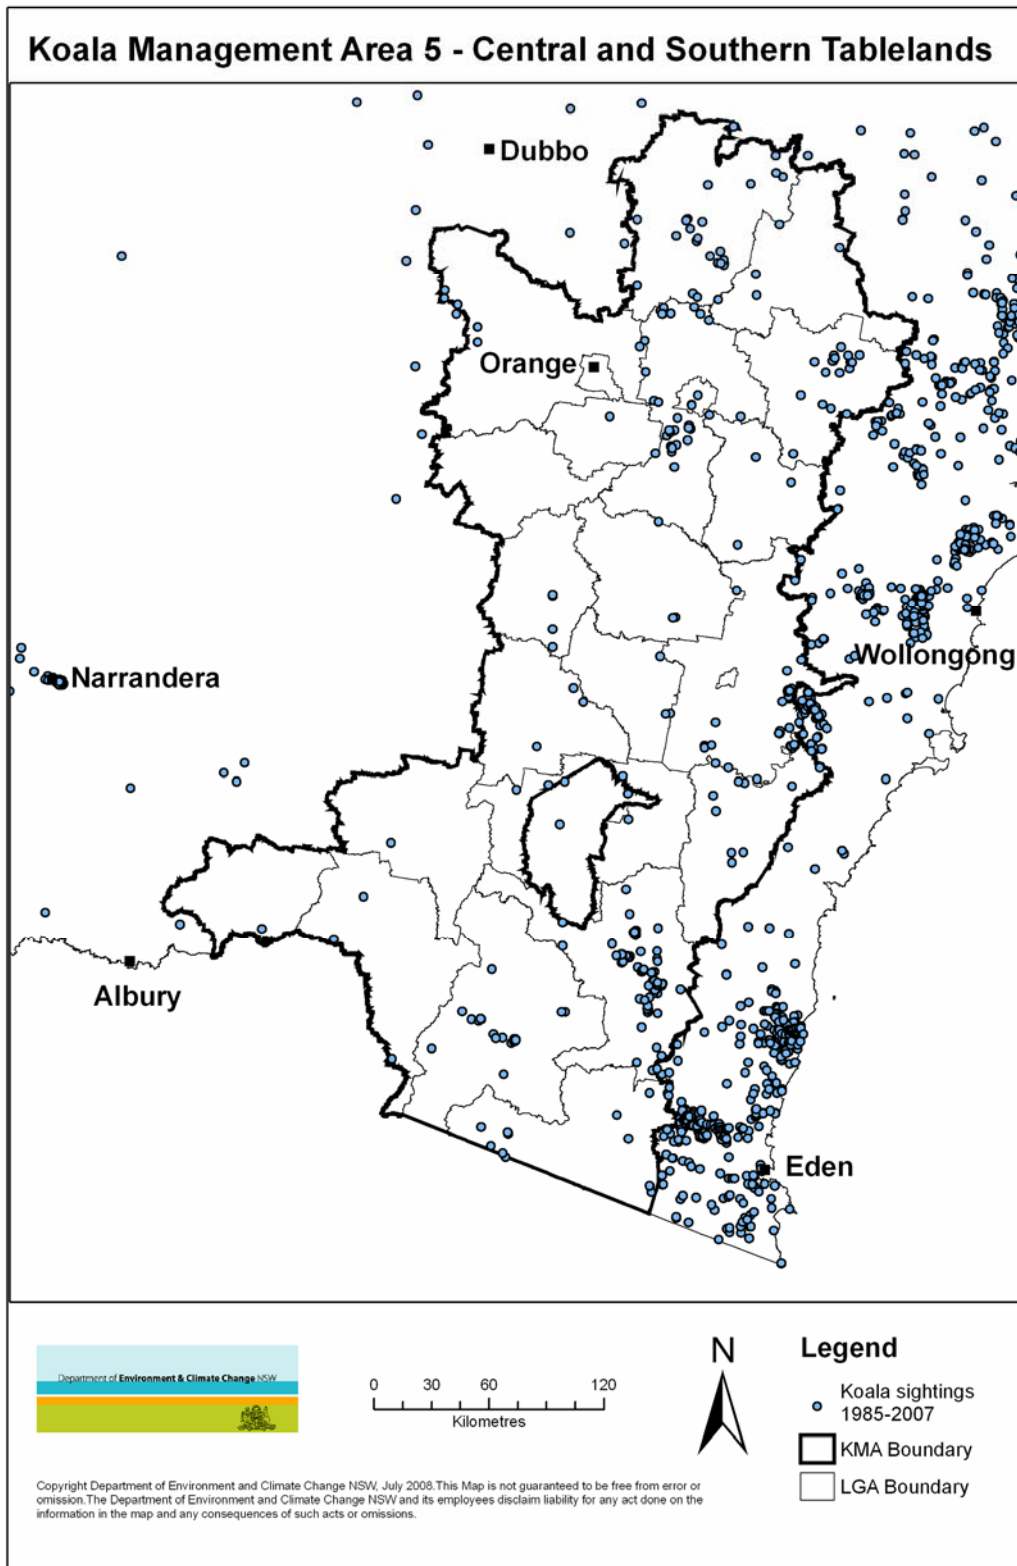 Koala Management Area 5 - Central and Southern Tablelands
Dubbo
Orange
Wollongong
Narrandera
Albury
Eden
Department of Environment & Climate Change NSW
0 30 60 120
Kilometres
N
Legend
Koala sightings
1985-2007
KMA Boundary
LGA Boundary
Copyright Department of Environment and Climate Change NSW, July 2008.This Map is not guaranteed to be free from error or
omission.The Department of Environment and Climate Change NSW and its employees disclaim liability for any act done on the
information in the map and any consequences of such acts or omissions.